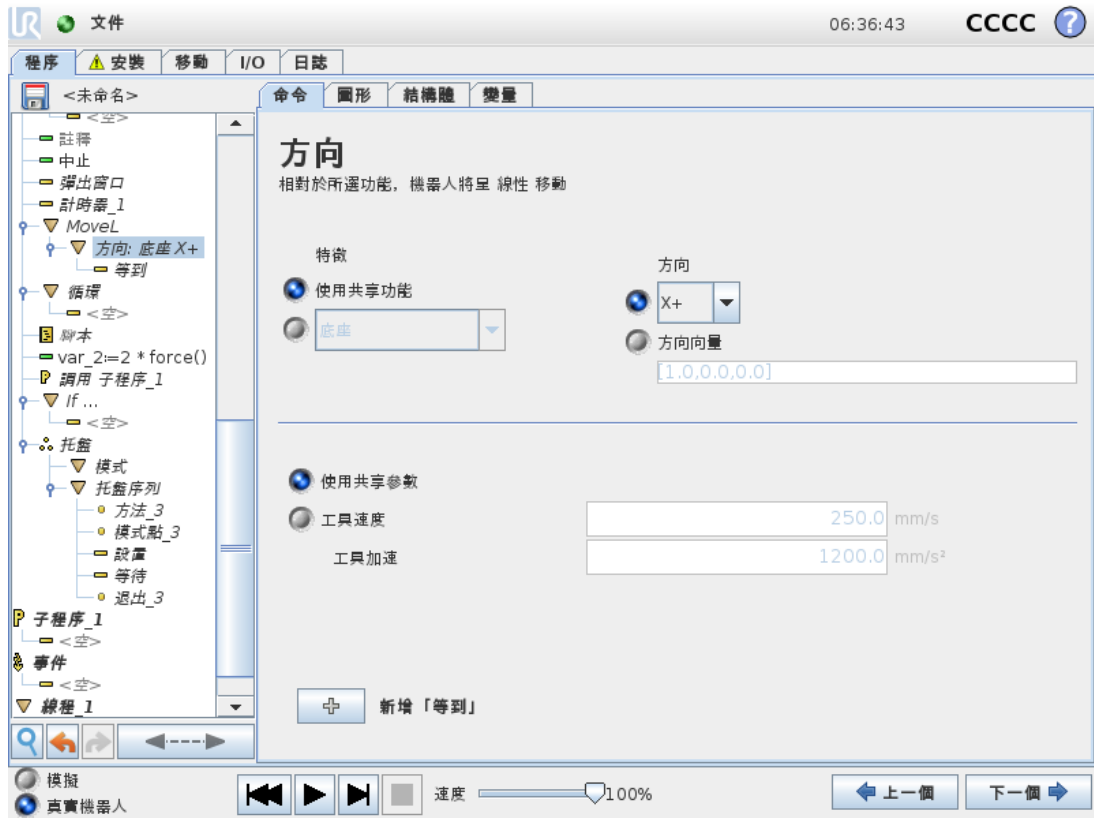 UR
文件
06:36:43
CCCC
?
程序
安裝
移動
I/O
日誌
<未命名>
命令
圖形
結構體
變量
<空>
註釋
中止
彈出窗口
計時器_1
MoveL
方向: 底座 X+
等到
循環
<空>
腳本
var_2:=2 * force()
調用 子程序_1
If ...
<空>
托盤
模式
托盤序列
方法_3
模式點_3
設置
等待
退出_3
子程序_1
<空>
事件
<空>
線程_1
方向
相對於所選功能, 機器人將呈 線性 移動
特徵
使用共享功能
底座
方向
X+
方向向量
[1.0,0.0,0.0]
使用共享參數
工具速度
250.0 mm/s
工具加速
1200.0 mm/s²
新增「等到」
模擬
真實機器人
速度
100%
上一個
下一個